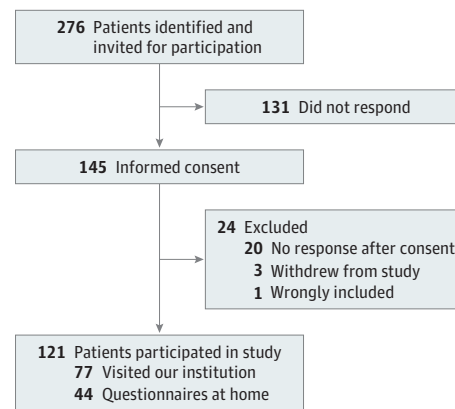 276 Patients identified and
invited for participation
131 Did not respond
145 Informed consent
24 Excluded
20 No response after consent
3 Withdrew from study
1 Wrongly included
121 Patients participated in study
77 Visited our institution
44 Questionnaires at home